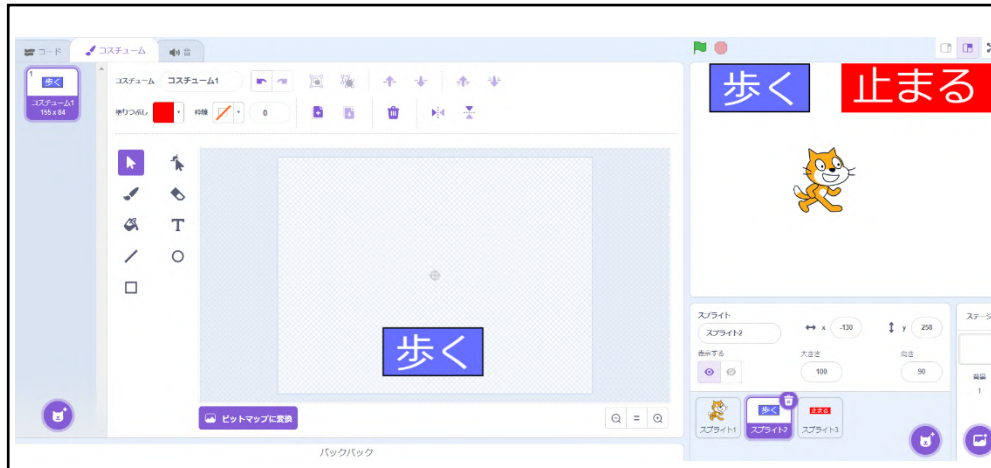 コード
コスチューム
音
1
歩く
コスチューム1
155 x 84
コスチューム
コスチューム1
塗りつぶし
枠線
0
T
歩く
ビットマップに変換
=
バックパック
歩く
止まる
スプライト
スプライト2
x
-130
y
258
表示する
大きさ
100
向き
90
スプライト1
歩く
スプライト2
止まる
スプライト3
ステージ
背景
1